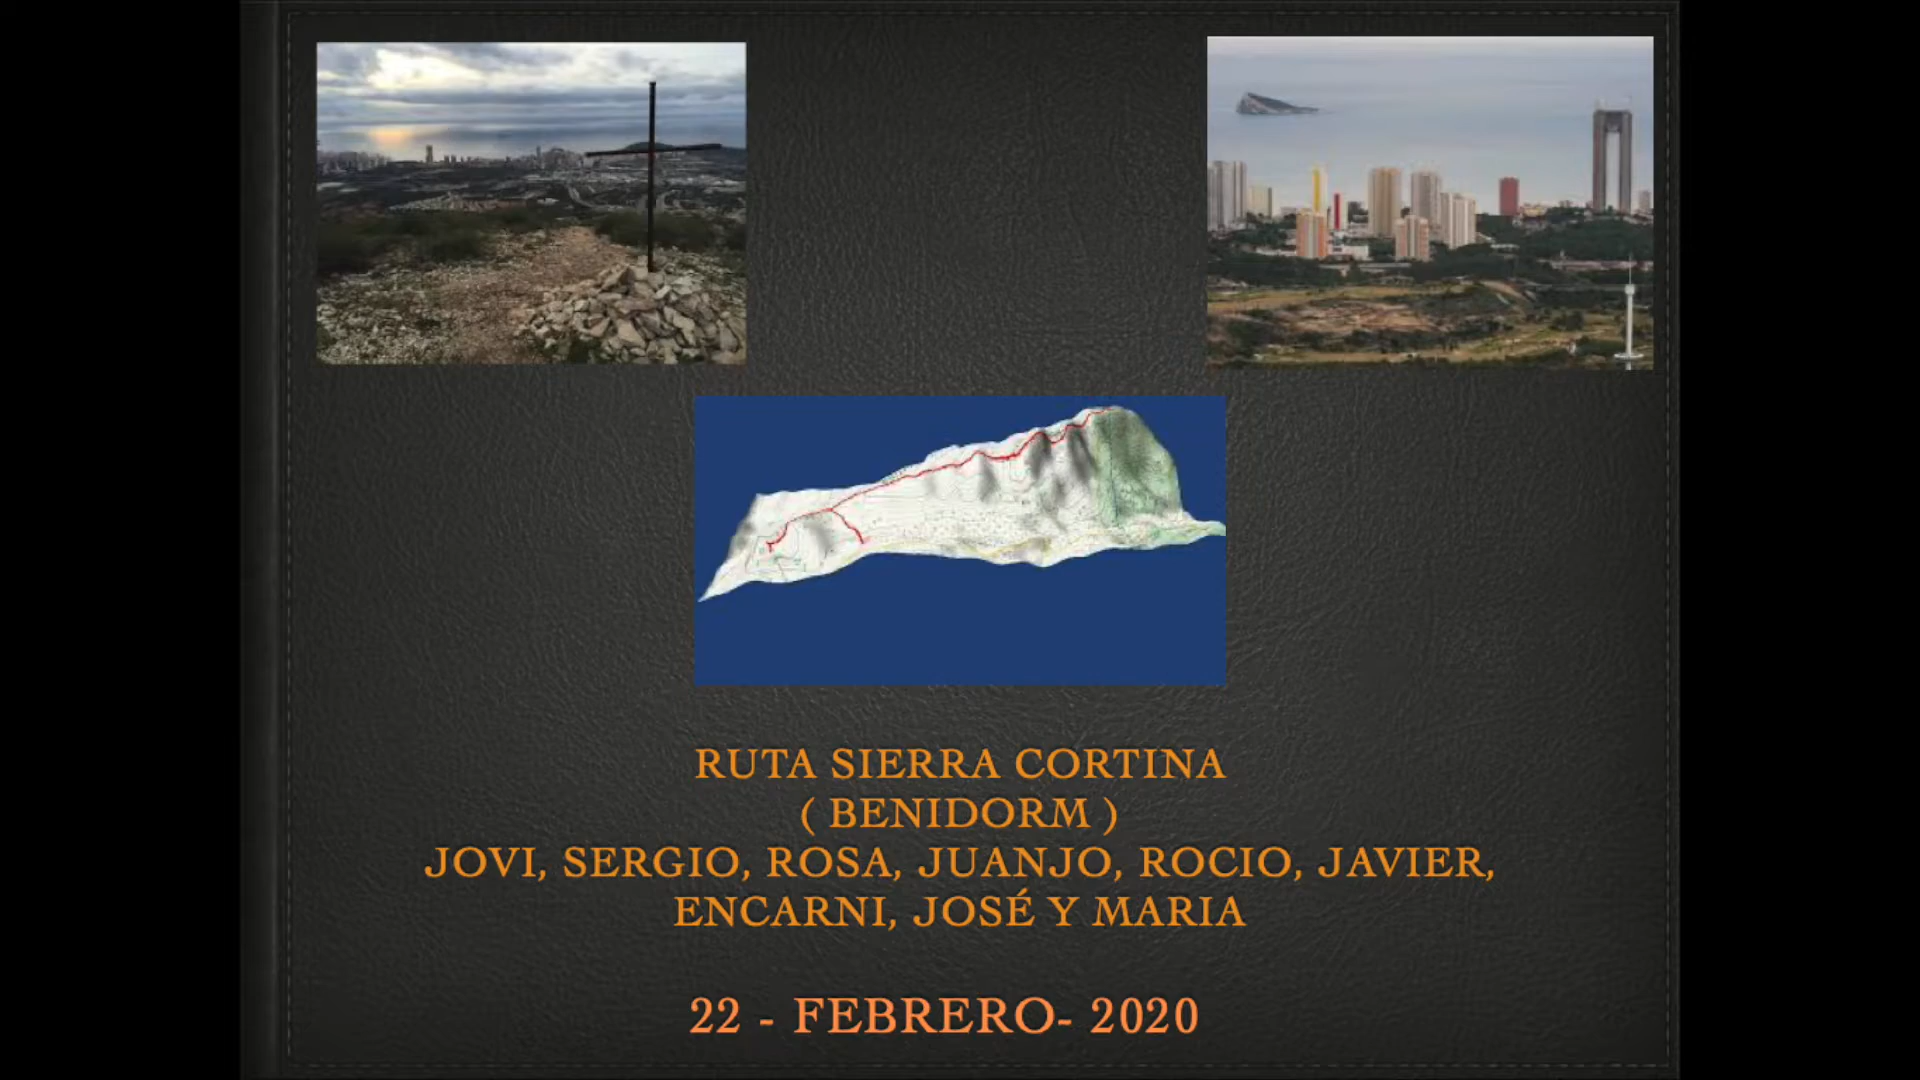 RUTA SIERRA CORTINA
( BENIDORM )
JOVI, SERGIO, ROSA, JUANJO, ROCIO, JAVIER,
ENCARNI, JOSÉ Y MARIA
22 - FEBRERO- 2020